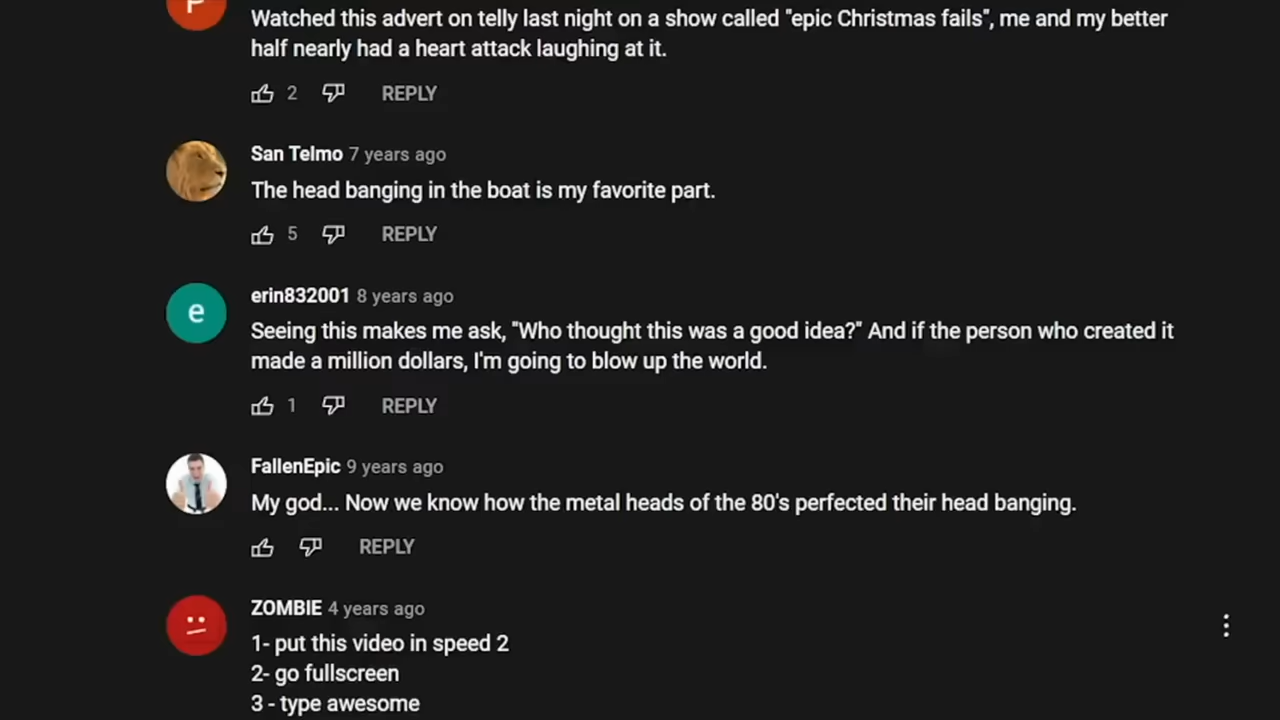 Watched this advert on telly last night on a show called "epic Christmas fails", me and my better
half nearly had a heart attack laughing at it.
2 REPLY
San Telmo 7 years ago
The head banging in the boat is my favorite part.
5 REPLY
e
erin832001 8 years ago
Seeing this makes me ask, "Who thought this was a good idea?" And if the person who created it
made a million dollars, I'm going to blow up the world.
1 REPLY
FallenEpic 9 years ago
My god... Now we know how the metal heads of the 80's perfected their head banging.
REPLY
ZOMBIE 4 years ago
1- put this video in speed 2
2- go fullscreen
3 - type awesome